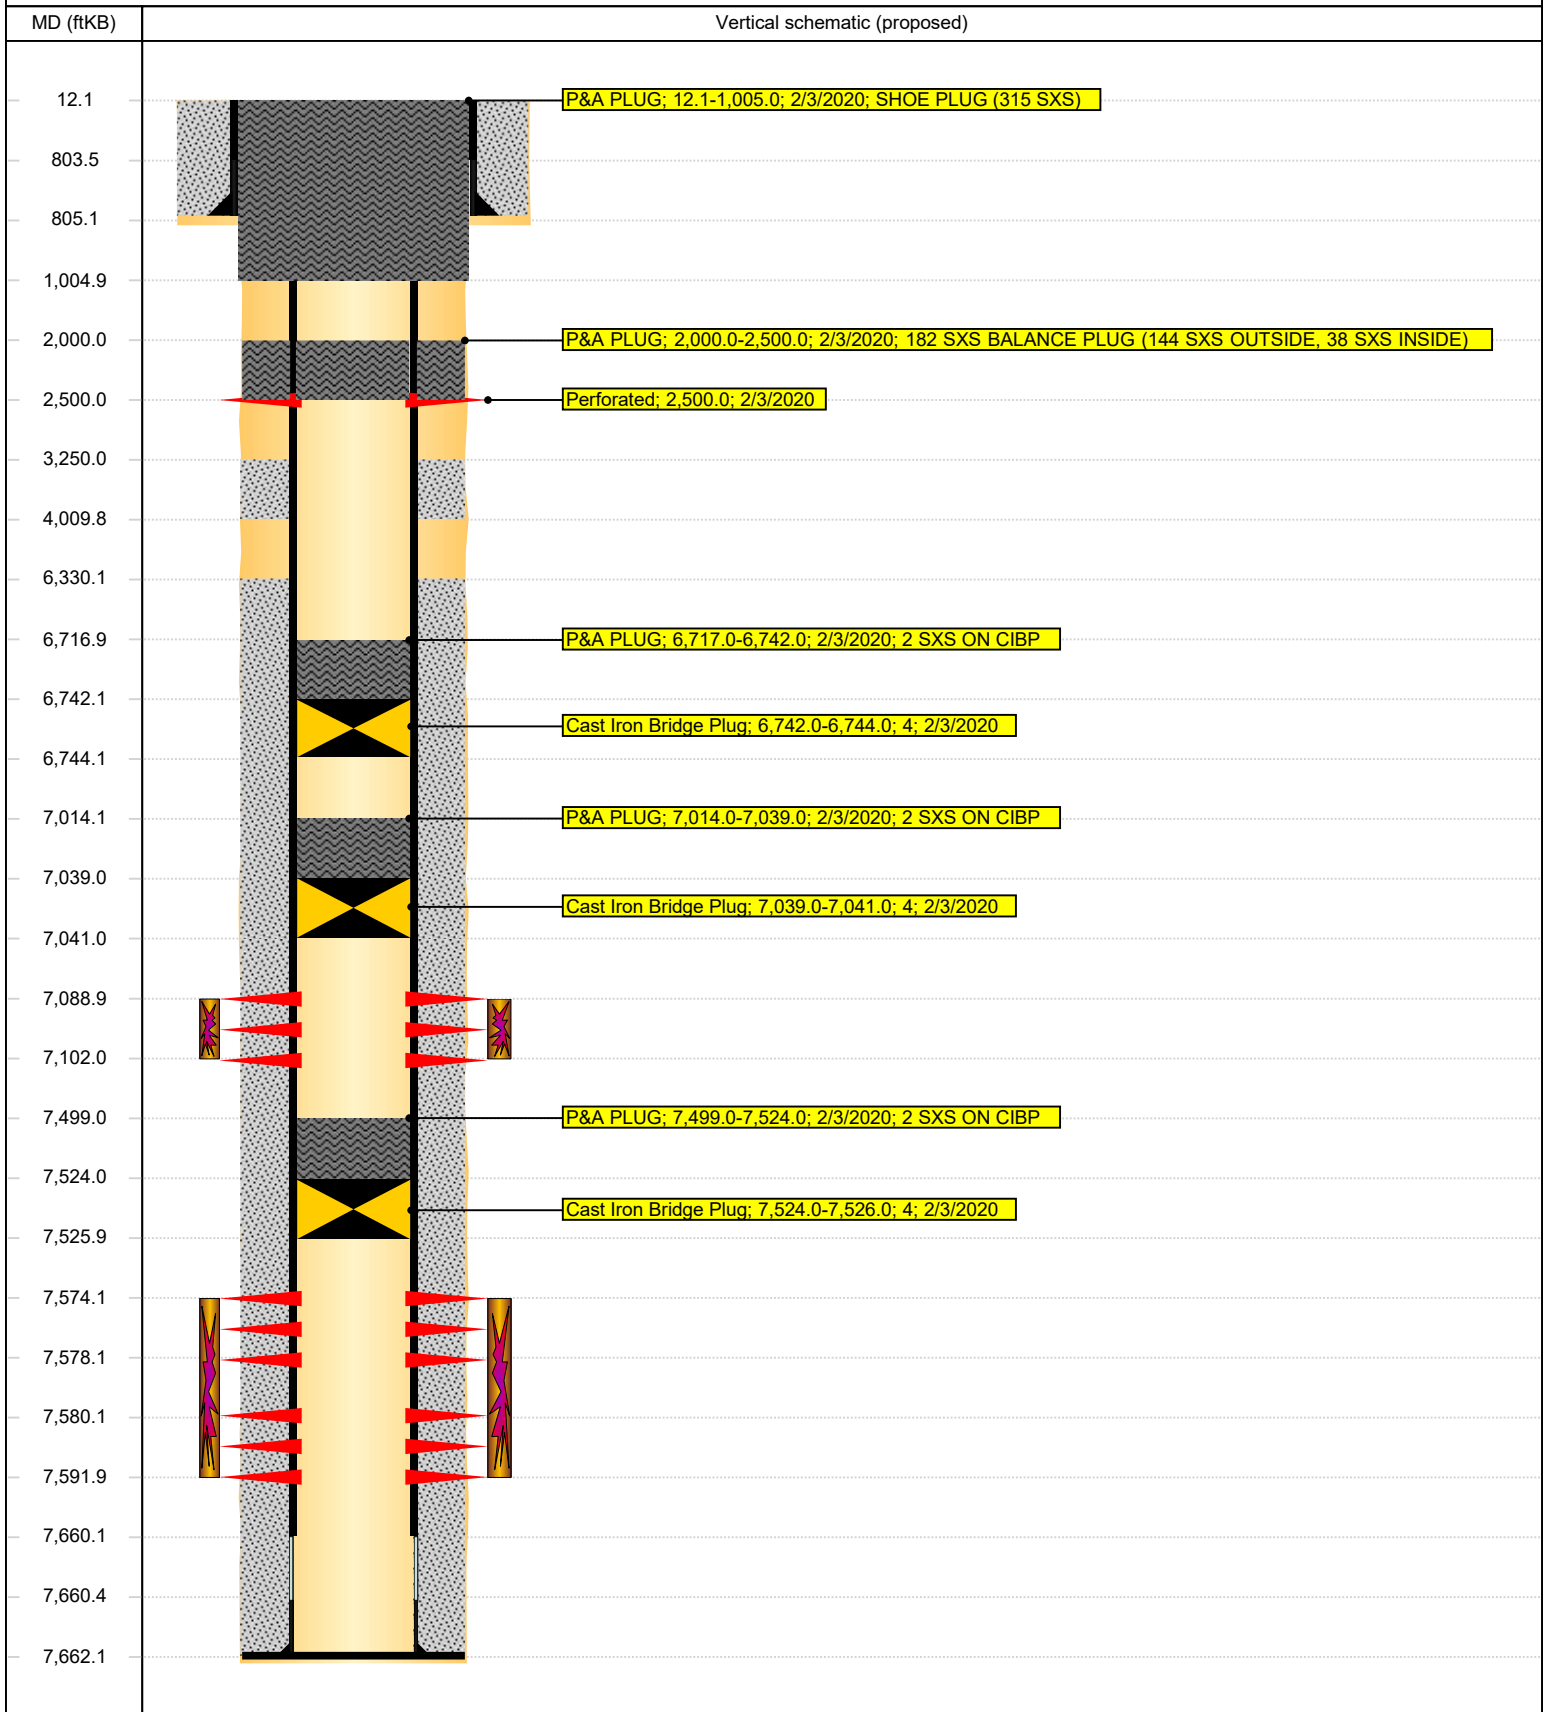 MD (ftKB)
Vertical schematic (proposed)
12.1
P&A PLUG; 12.1-1,005.0; 2/3/2020; SHOE PLUG (315 SXS)
803.5
805.1
1,004.9
2,000.0
P&A PLUG; 2,000.0-2,500.0; 2/3/2020; 182 SXS BALANCE PLUG (144 SXS OUTSIDE, 38 SXS INSIDE)
2,500.0
Perforated; 2,500.0; 2/3/2020
3,250.0
4,009.8
6,330.1
6,716.9
P&A PLUG; 6,717.0-6,742.0; 2/3/2020; 2 SXS ON CIBP
6,742.1
Cast Iron Bridge Plug; 6,742.0-6,744.0; 4; 2/3/2020
6,744.1
7,014.1
P&A PLUG; 7,014.0-7,039.0; 2/3/2020; 2 SXS ON CIBP
7,039.0
Cast Iron Bridge Plug; 7,039.0-7,041.0; 4; 2/3/2020
7,041.0
7,088.9
7,102.0
7,499.0
P&A PLUG; 7,499.0-7,524.0; 2/3/2020; 2 SXS ON CIBP
7,524.0
Cast Iron Bridge Plug; 7,524.0-7,526.0; 4; 2/3/2020
7,525.9
7,574.1
7,578.1
7,580.1
7,591.9
7,660.1
7,660.4
7,662.1